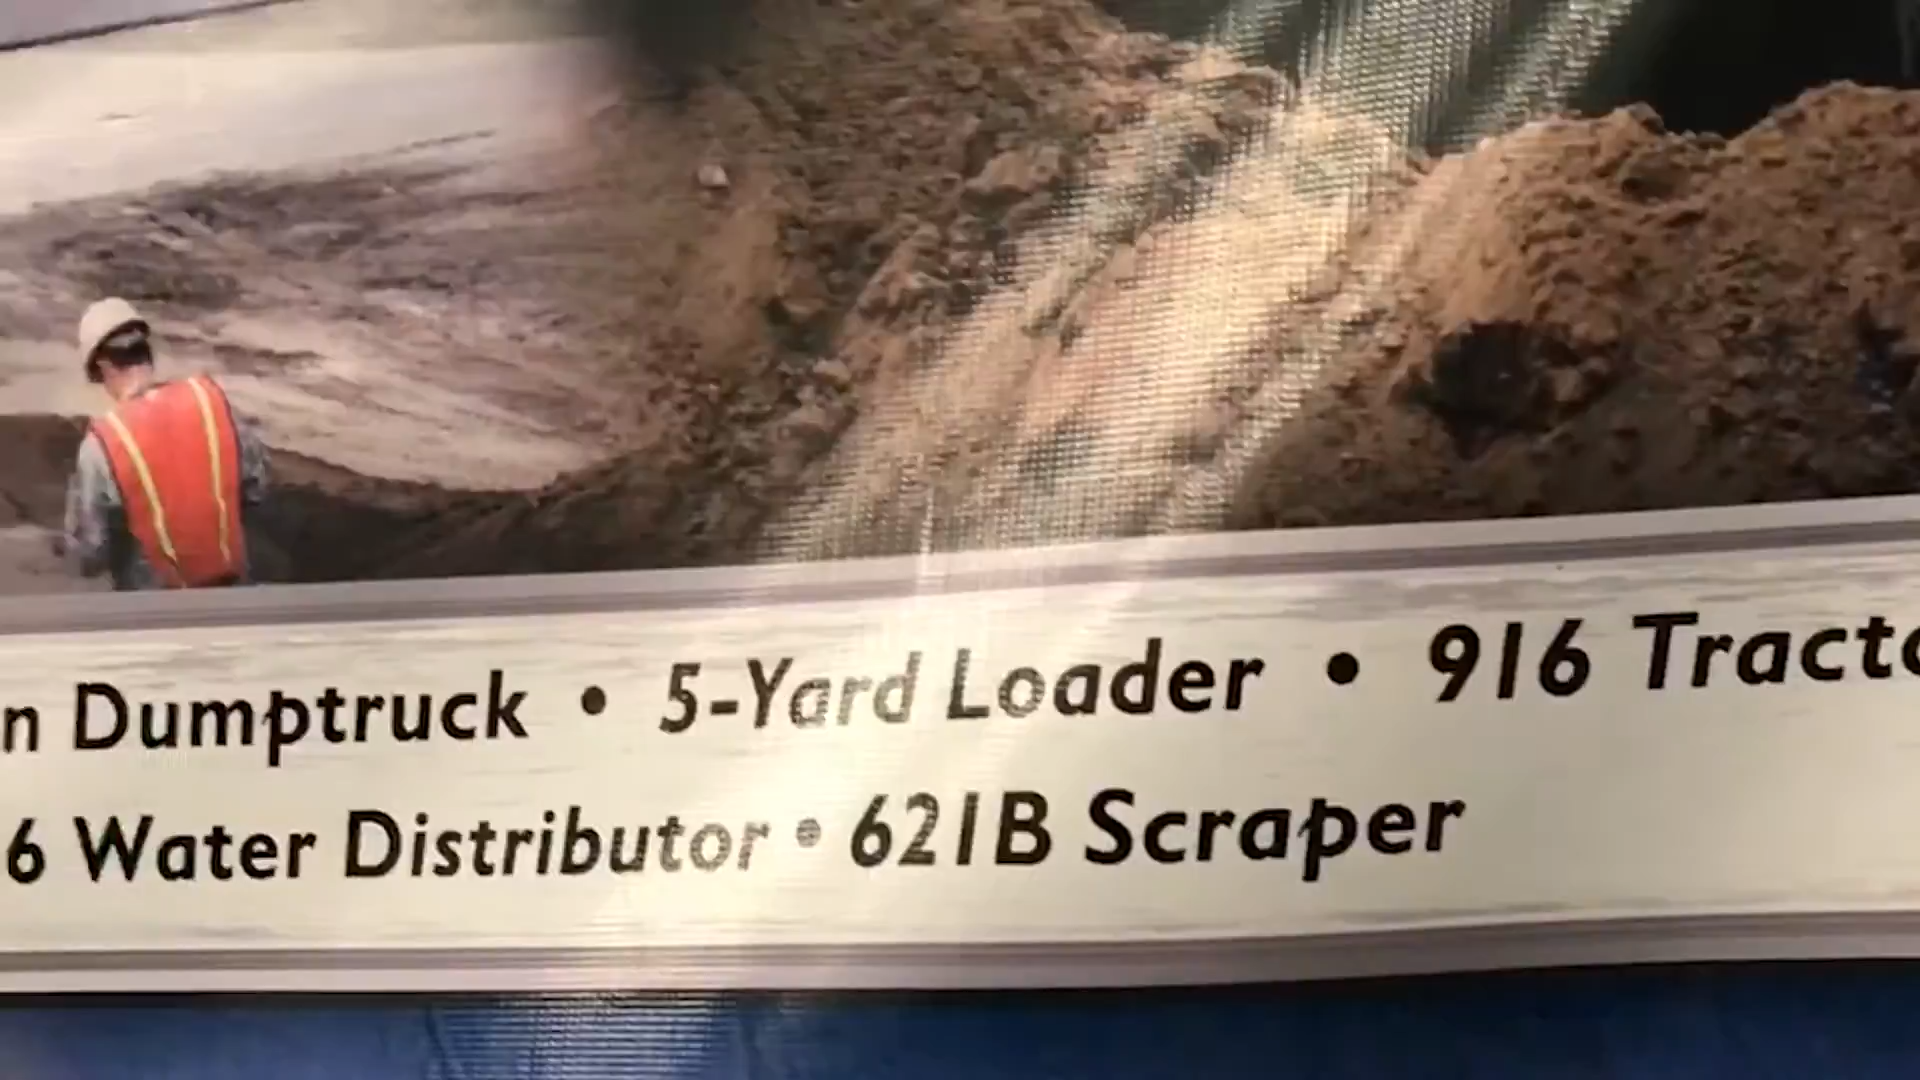 n Dumptruck • 5-Yard Loader • 916 Tracto
6 Water Distributor • 621B Scraper